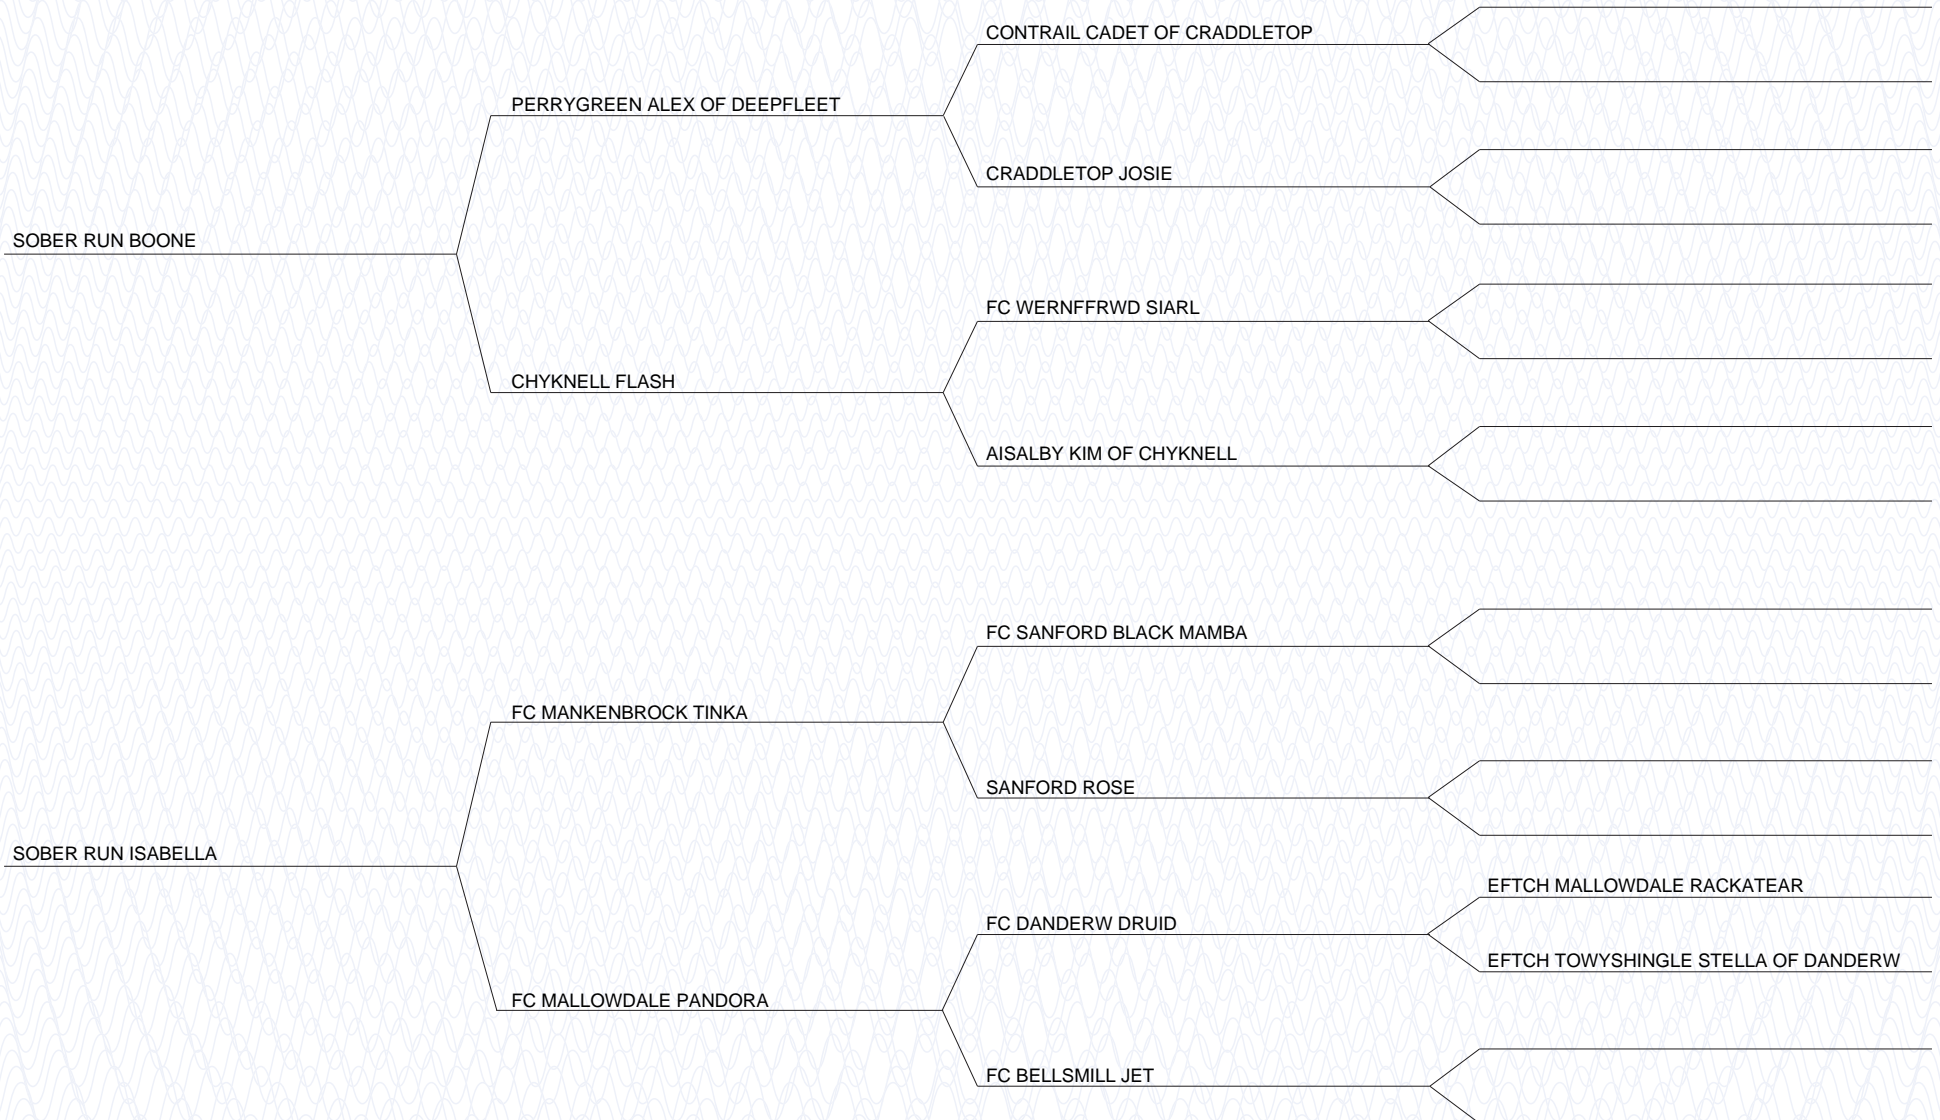 CONTRAIL CADET OF CRADDLETOP
PERRYGREEN ALEX OF DEEPFLEET
CRADDLETOP JOSIE
SOBER RUN BOONE
FC WERNFFRWD SIARL
CHYKNELL FLASH
AISALBY KIM OF CHYKNELL
FC SANFORD BLACK MAMBA
FC MANKENBROCK TINKA
SANFORD ROSE
SOBER RUN ISABELLA
EFTCH MALLOWDALE RACKATEAR
FC DANDERW DRUID
EFTCH TOWYSHINGLE STELLA OF DANDERW
FC MALLOWDALE PANDORA
FC BELLSMILL JET